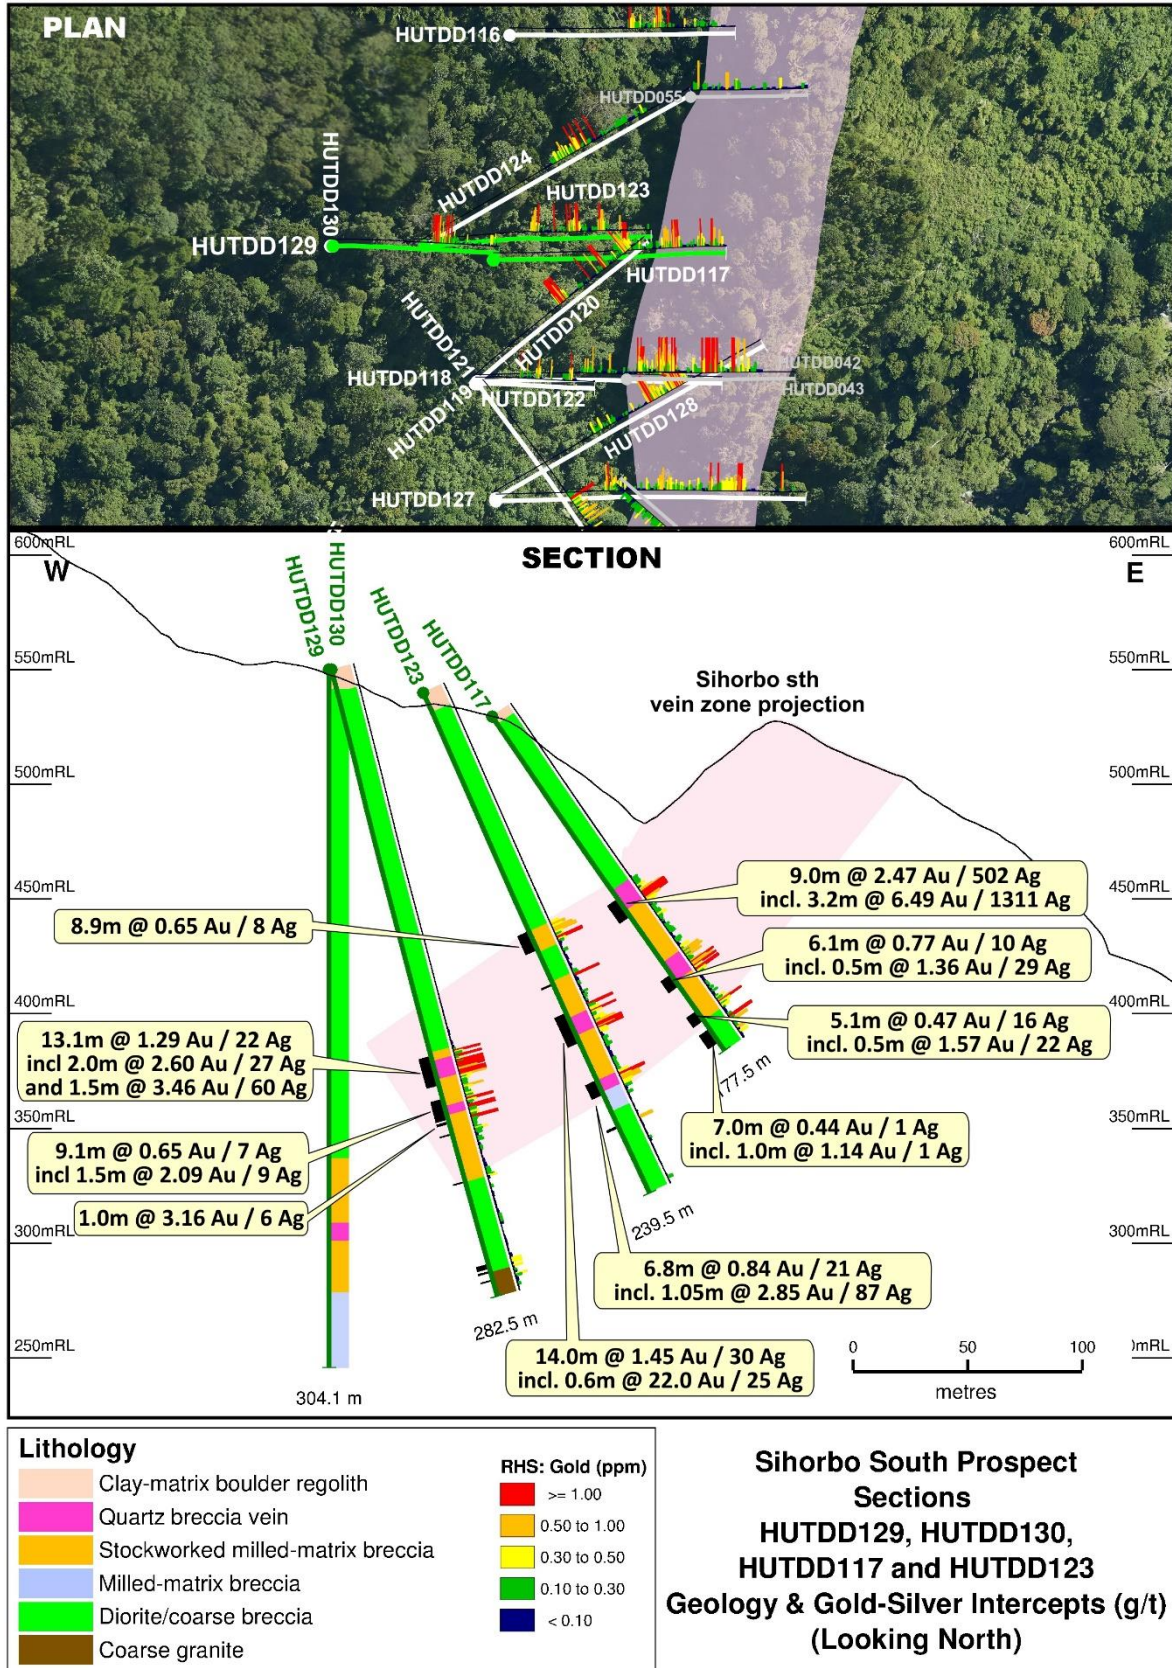 PLAN
HUTDD116
HUTDD055
HUTDD130
HUTDD124
HUTDD123
HUTDD129
HUTDD117
HUTDD120
HUTDD121
HUTDD118
HUTDD119
HUTDD122
HUTDD042
HUTDD043
HUTDD128
HUTDD127
SECTION
600mRL
600mRL
W
E
HUTDD129
HUTDD130
HUTDD123
HUTDD117
550mRL
550mRL
Sihorbo sth
vein zone projection
500mRL
500mRL
450mRL
450mRL
9.0m @ 2.47 Au / 502 Ag
incl. 3.2m @ 6.49 Au / 1311 Ag
8.9m @ 0.65 Au / 8 Ag
6.1m @ 0.77 Au / 10 Ag
incl. 0.5m @ 1.36 Au / 29 Ag
400mRL
400mRL
5.1m @ 0.47 Au / 16 Ag
incl. 0.5m @ 1.57 Au / 22 Ag
13.1m @ 1.29 Au / 22 Ag
incl 2.0m @ 2.60 Au / 27 Ag
and 1.5m @ 3.46 Au / 60 Ag
177.5 m
350mRL
350mRL
7.0m @ 0.44 Au / 1 Ag
incl. 1.0m @ 1.14 Au / 1 Ag
9.1m @ 0.65 Au / 7 Ag
incl 1.5m @ 2.09 Au / 9 Ag
1.0m @ 3.16 Au / 6 Ag
239.5 m
300mRL
300mRL
6.8m @ 0.84 Au / 21 Ag
incl. 1.05m @ 2.85 Au / 87 Ag
282.5 m
14.0m @ 1.45 Au / 30 Ag
incl. 0.6m @ 22.0 Au / 25 Ag
250mRL
0mRL
0 50 100
metres
304.1 m
Lithology
Clay-matrix boulder regolith
Quartz breccia vein
Stockworked milled-matrix breccia
Milled-matrix breccia
Diorite/coarse breccia
Coarse granite
RHS: Gold (ppm)
>= 1.00
0.50 to 1.00
0.30 to 0.50
0.10 to 0.30
< 0.10
Sihorbo South Prospect
Sections
HUTDD129, HUTDD130,
HUTDD117 and HUTDD123
Geology & Gold-Silver Intercepts (g/t)
(Looking North)